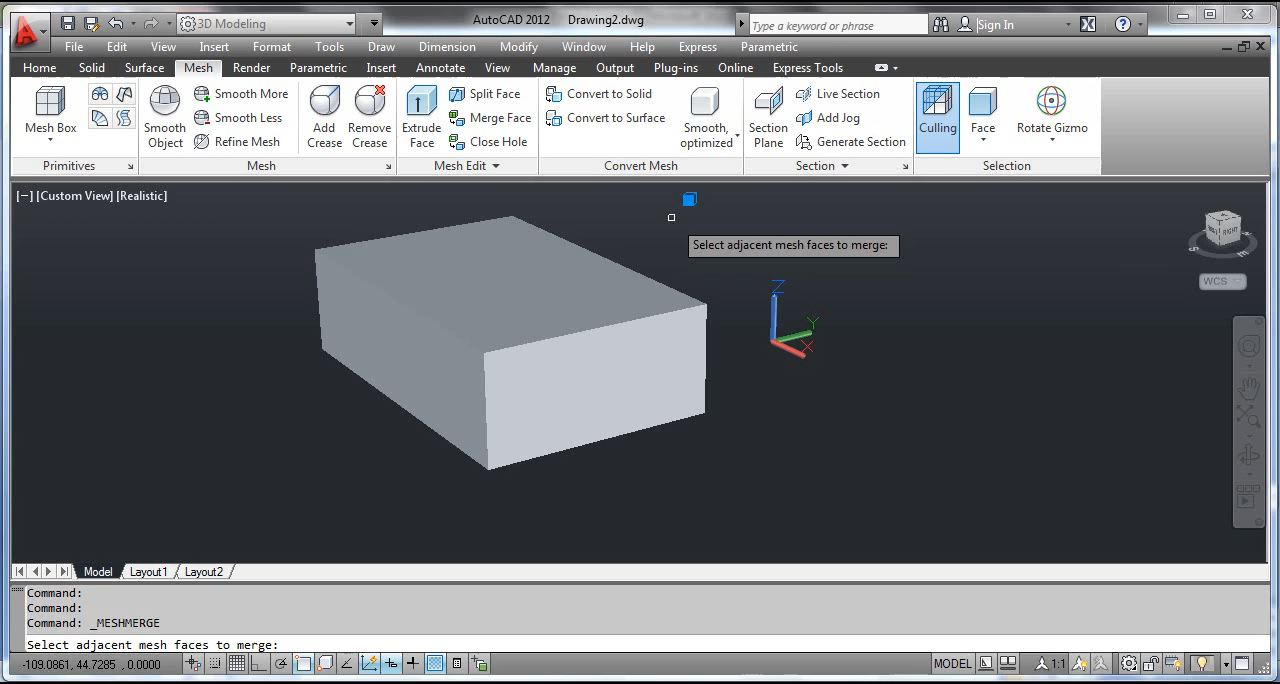 3D Modeling AutoCAD 2012 Drawing2.dwg Type a keyword or phrase Sign In
File Edit View Insert Format Tools Draw Dimension Modify Window Help Express Parametric
Home Solid Surface Mesh Render Parametric Insert Annotate View Manage Output Plug-ins Online Express Tools
Mesh Box
Smooth Object
Smooth More
Smooth Less
Refine Mesh
Add Crease
Remove Crease
Extrude Face
Split Face
Merge Face
Close Hole
Convert to Solid
Convert to Surface
Smooth, optimized
Section Plane
Live Section
Add Jog
Generate Section
Culling
Face
Rotate Gizmo
Primitives Mesh Mesh Edit Convert Mesh Section Selection
[−] [Custom View] [Realistic]
Select adjacent mesh faces to merge:
Z
Y
X
RIGHT
S
E
WCS
Model Layout1 Layout2
Command:
Command:
Command: _MESHMERGE
Select adjacent mesh faces to merge:
-109.0861, 44.7285 , 0.0000 MODEL 1:1